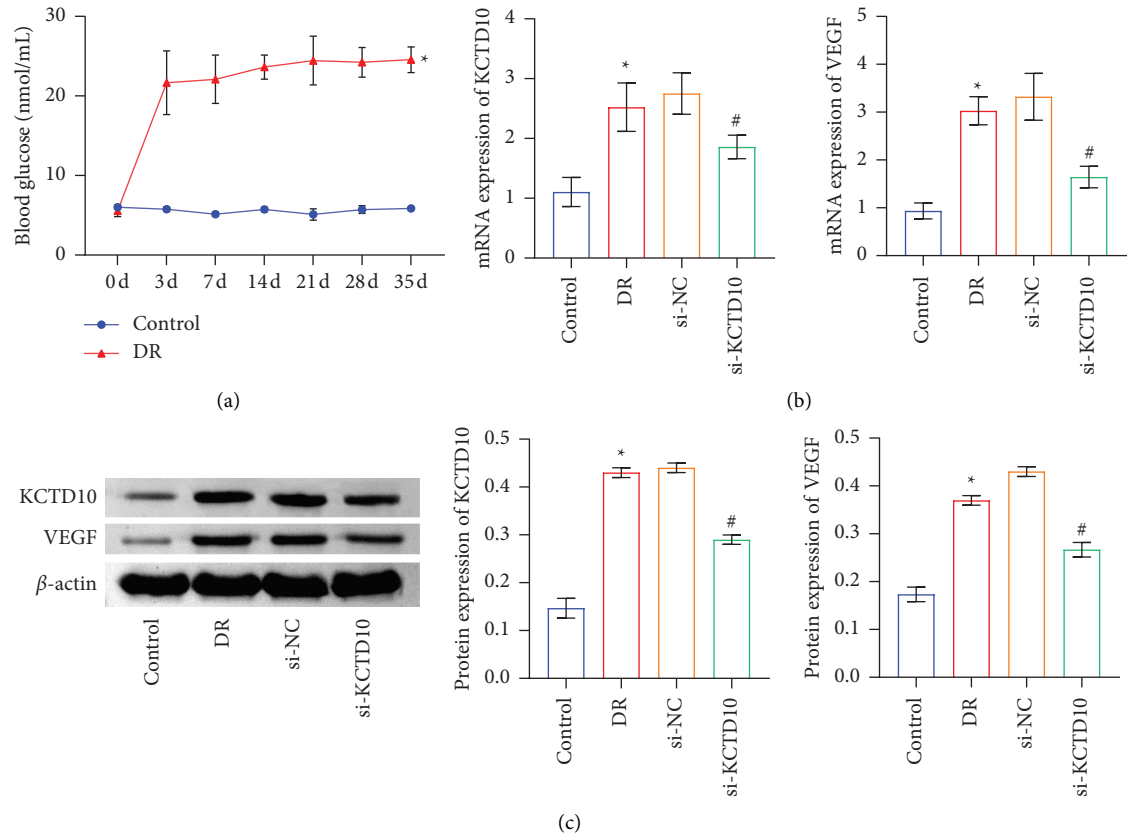 30
20
10
0
Blood glucose (nmol/mL)
0 d
3 d
7 d
14 d
21 d
28 d
35 d
*
Control
DR
(a)
4
3
2
1
0
mRNA expression of KCTD10
*
#
Control
DR
si-NC
si-KCTD10
5
4
3
2
1
0
mRNA expression of VEGF
*
#
Control
DR
si-NC
si-KCTD10
(b)
KCTD10
VEGF
β-actin
Control
DR
si-NC
si-KCTD10
0.5
0.4
0.3
0.2
0.1
0.0
Protein expression of KCTD10
*
#
Control
DR
si-NC
si-KCTD10
0.5
0.4
0.3
0.2
0.1
0.0
Protein expression of VEGF
*
#
Control
DR
si-NC
si-KCTD10
(c)